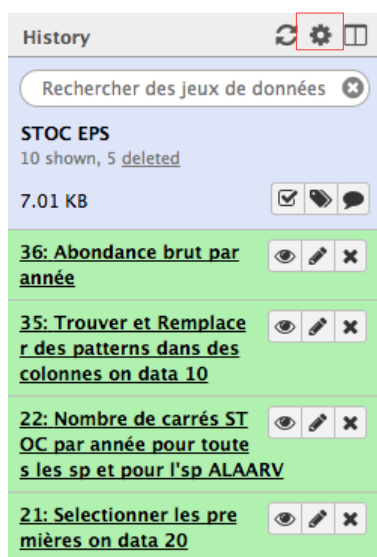 History
Rechercher des jeux de données
STOC EPS
10 shown, 5 deleted
7.01 KB
36: Abondance brut par
année
35: Trouver et Remplace
r des patterns dans des
colonnes on data 10
22: Nombre de carrés ST
OC par année pour toute
s les sp et pour l'sp ALAARV
21: Selectionner les pre
mières on data 20